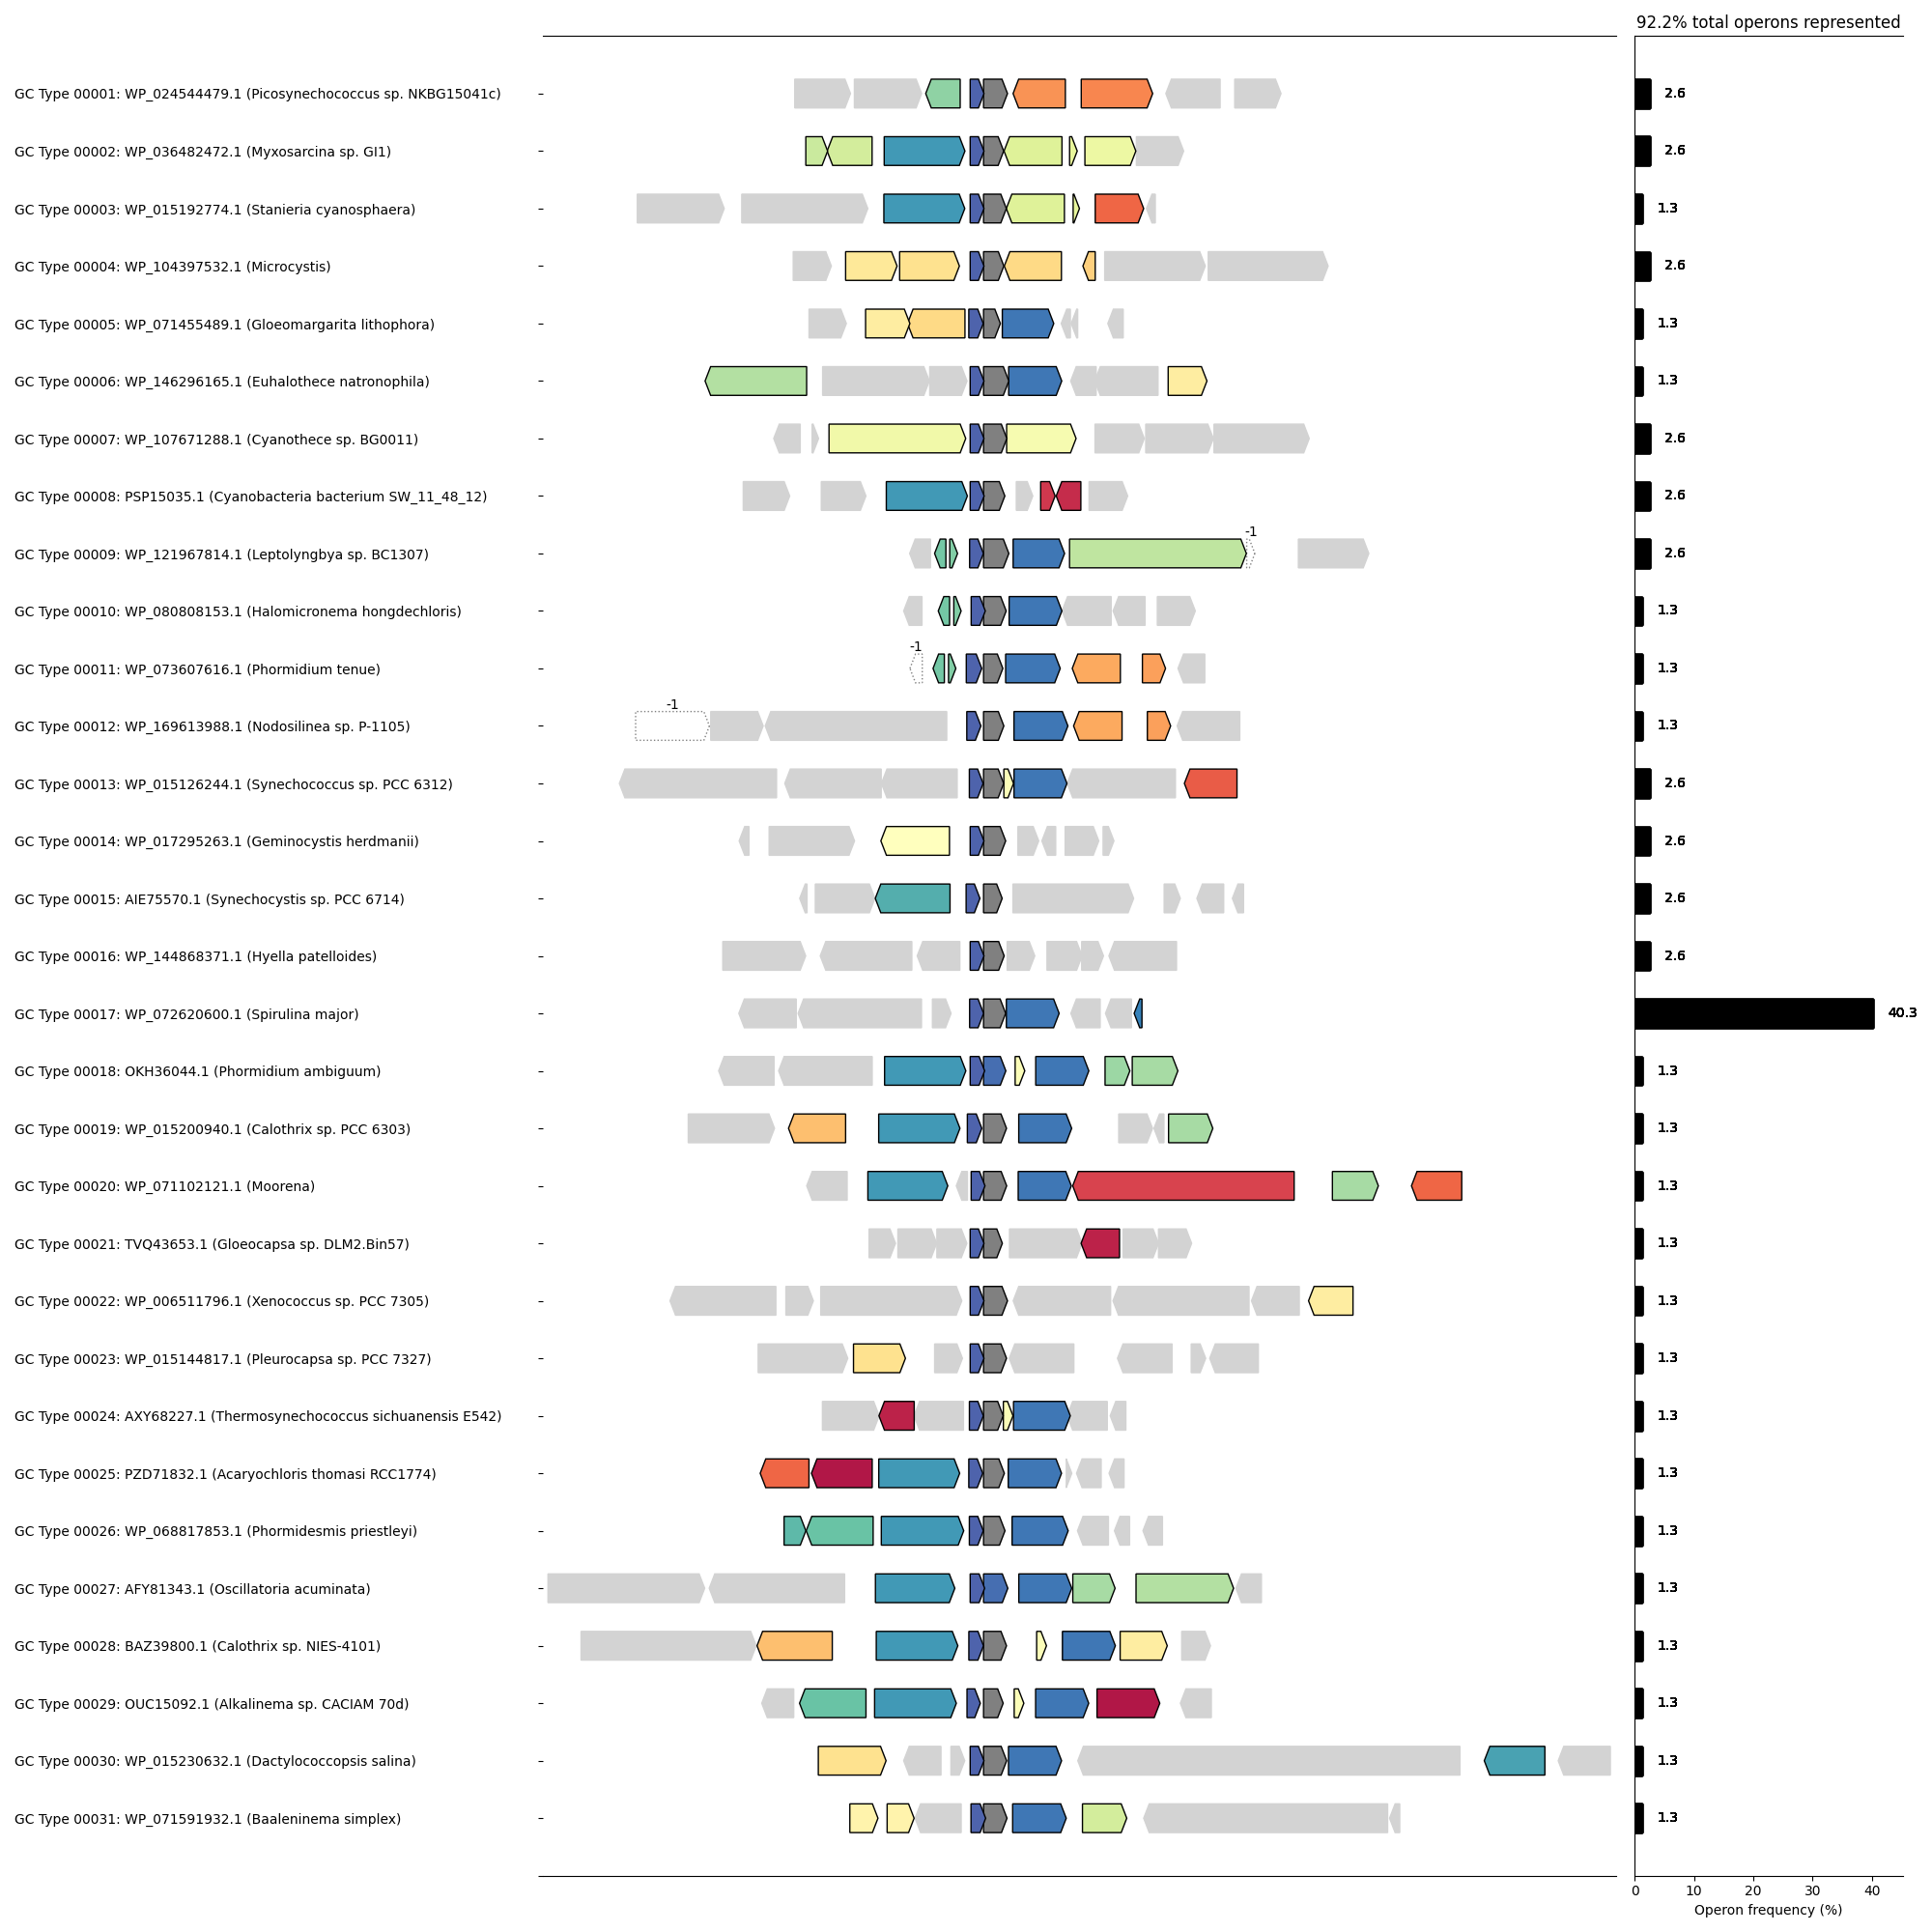 92.2% total operons represented
GC Type 00001: WP_024544479.1 (Picosynechococcus sp. NKBG15041c) 2.6
GC Type 00002: WP_036482472.1 (Myxosarcina sp. GI1) 2.6
GC Type 00003: WP_015192774.1 (Stanieria cyanosphaera) 1.3
GC Type 00004: WP_104397532.1 (Microcystis) 2.6
GC Type 00005: WP_071455489.1 (Gloeomargarita lithophora) 1.3
GC Type 00006: WP_146296165.1 (Euhalothece natronophila) 1.3
GC Type 00007: WP_107671288.1 (Cyanothece sp. BG0011) 2.6
GC Type 00008: PSP15035.1 (Cyanobacteria bacterium SW_11_48_12) 2.6
-1
GC Type 00009: WP_121967814.1 (Leptolyngbya sp. BC1307) 2.6
GC Type 00010: WP_080808153.1 (Halomicronema hongdechloris) 1.3
-1
GC Type 00011: WP_073607616.1 (Phormidium tenue) 1.3
-1
GC Type 00012: WP_169613988.1 (Nodosilinea sp. P-1105) 1.3
GC Type 00013: WP_015126244.1 (Synechococcus sp. PCC 6312) 2.6
GC Type 00014: WP_017295263.1 (Geminocystis herdmanii) 2.6
GC Type 00015: AIE75570.1 (Synechocystis sp. PCC 6714) 2.6
GC Type 00016: WP_144868371.1 (Hyella patelloides) 2.6
GC Type 00017: WP_072620600.1 (Spirulina major) 40.3
GC Type 00018: OKH36044.1 (Phormidium ambiguum) 1.3
GC Type 00019: WP_015200940.1 (Calothrix sp. PCC 6303) 1.3
GC Type 00020: WP_071102121.1 (Moorena) 1.3
GC Type 00021: TVQ43653.1 (Gloeocapsa sp. DLM2.Bin57) 1.3
GC Type 00022: WP_006511796.1 (Xenococcus sp. PCC 7305) 1.3
GC Type 00023: WP_015144817.1 (Pleurocapsa sp. PCC 7327) 1.3
GC Type 00024: AXY68227.1 (Thermosynechococcus sichuanensis E542) 1.3
GC Type 00025: PZD71832.1 (Acaryochloris thomasi RCC1774) 1.3
GC Type 00026: WP_068817853.1 (Phormidesmis priestleyi) 1.3
GC Type 00027: AFY81343.1 (Oscillatoria acuminata) 1.3
GC Type 00028: BAZ39800.1 (Calothrix sp. NIES-4101) 1.3
GC Type 00029: OUC15092.1 (Alkalinema sp. CACIAM 70d) 1.3
GC Type 00030: WP_015230632.1 (Dactylococcopsis salina) 1.3
GC Type 00031: WP_071591932.1 (Baaleninema simplex) 1.3
0 10 20 30 40
Operon frequency (%)